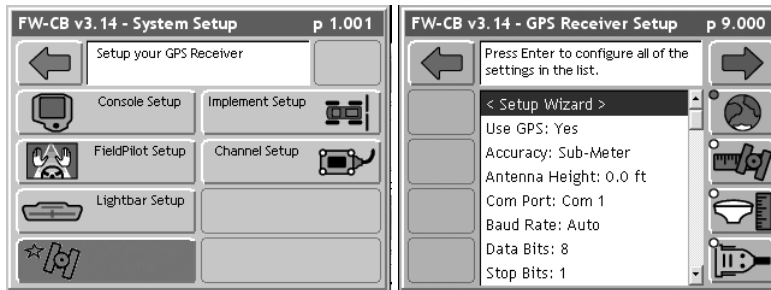 FW-CB v3.14 - System Setup p 1.001
Setup your GPS Receiver
Console Setup
Implement Setup
FieldPilot Setup
Channel Setup
Lightbar Setup
FW-CB v3.14 - GPS Receiver Setup p 9.000
Press Enter to configure all of the
settings in the list.
< Setup Wizard >
Use GPS: Yes
Accuracy: Sub-Meter
Antenna Height: 0.0 ft
Com Port: Com 1
Baud Rate: Auto
Data Bits: 8
Stop Bits: 1